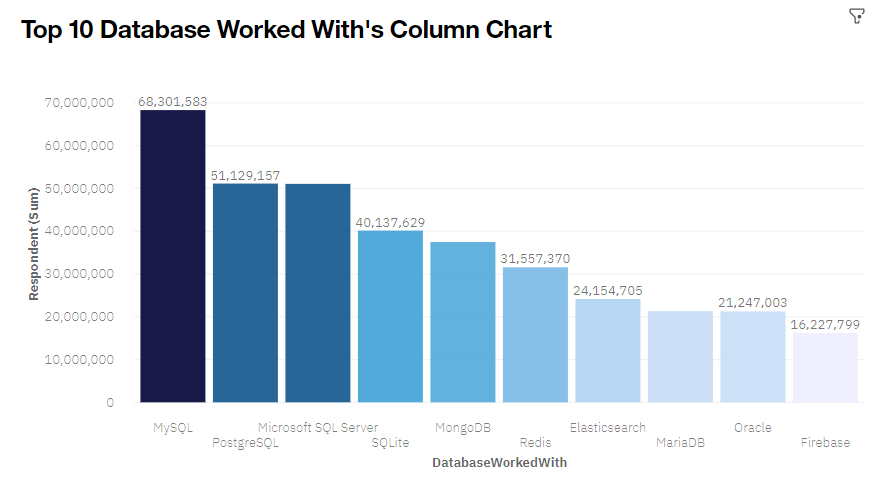 Top 10 Database Worked With's Column Chart
70,000,000
60,000,000
50,000,000
40,000,000
30,000,000
20,000,000
10,000,000
0
Respondent (Sum)
68,301,583
51,129,157
40,137,629
31,557,370
24,154,705
21,247,003
16,227,799
MySQL
PostgreSQL
Microsoft SQL Server
SQLite
MongoDB
Redis
Elasticsearch
MariaDB
Oracle
Firebase
DatabaseWorkedWith